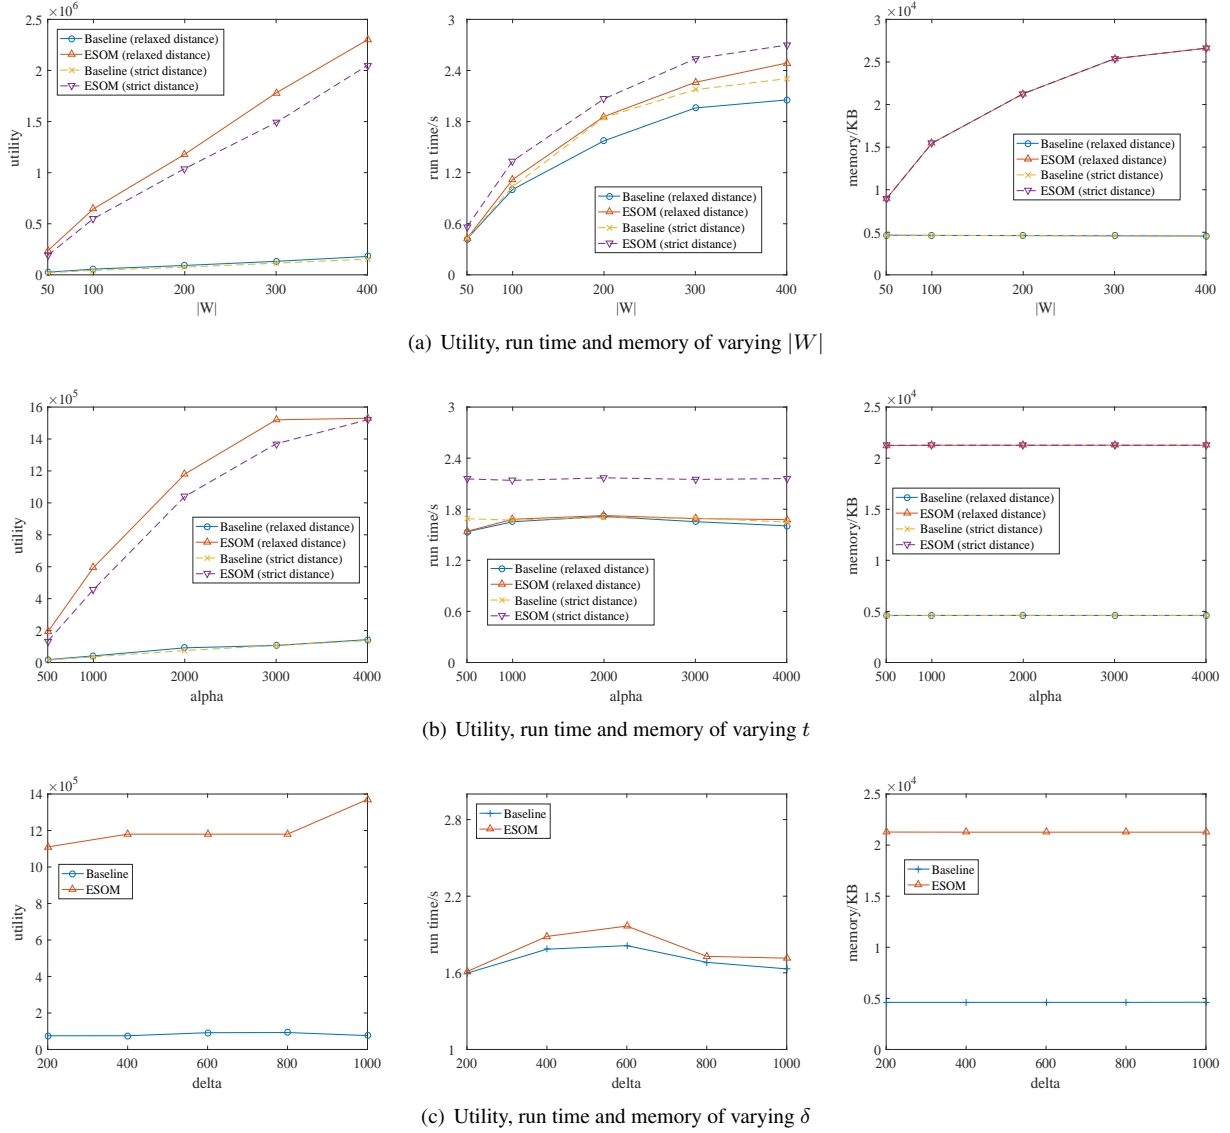 ×10⁶
2.5
2
1.5
1
0.5
0
utility
50 100 200 300 400
|W|
Baseline (relaxed distance)
ESOM (relaxed distance)
Baseline (strict distance)
ESOM (strict distance)
3
2.4
1.8
1.2
0.6
0
run time/s
50 100 200 300 400
|W|
Baseline (relaxed distance)
ESOM (relaxed distance)
Baseline (strict distance)
ESOM (strict distance)
×10⁴
3
2.5
2
1.5
1
0.5
0
memory/KB
50 100 200 300 400
|W|
Baseline (relaxed distance)
ESOM (relaxed distance)
Baseline (strict distance)
ESOM (strict distance)
(a) Utility, run time and memory of varying |W|
×10⁵
16
14
12
10
8
6
4
2
0
utility
500 1000 2000 3000 4000
alpha
Baseline (relaxed distance)
ESOM (relaxed distance)
Baseline (strict distance)
ESOM (strict distance)
3
2.4
1.8
1.2
0.6
0
run time/s
500 1000 2000 3000 4000
alpha
Baseline (relaxed distance)
ESOM (relaxed distance)
Baseline (strict distance)
ESOM (strict distance)
×10⁴
2.5
2
1.5
1
0.5
0
memory/KB
500 1000 2000 3000 4000
alpha
Baseline (relaxed distance)
ESOM (relaxed distance)
Baseline (strict distance)
ESOM (strict distance)
(b) Utility, run time and memory of varying t
×10⁵
14
12
10
8
6
4
2
0
utility
200 400 600 800 1000
delta
Baseline
ESOM
2.8
2.2
1.6
1
run time/s
200 400 600 800 1000
delta
Baseline
ESOM
×10⁴
2.5
2
1.5
1
0.5
0
memory/KB
200 400 600 800 1000
delta
Baseline
ESOM
(c) Utility, run time and memory of varying δ